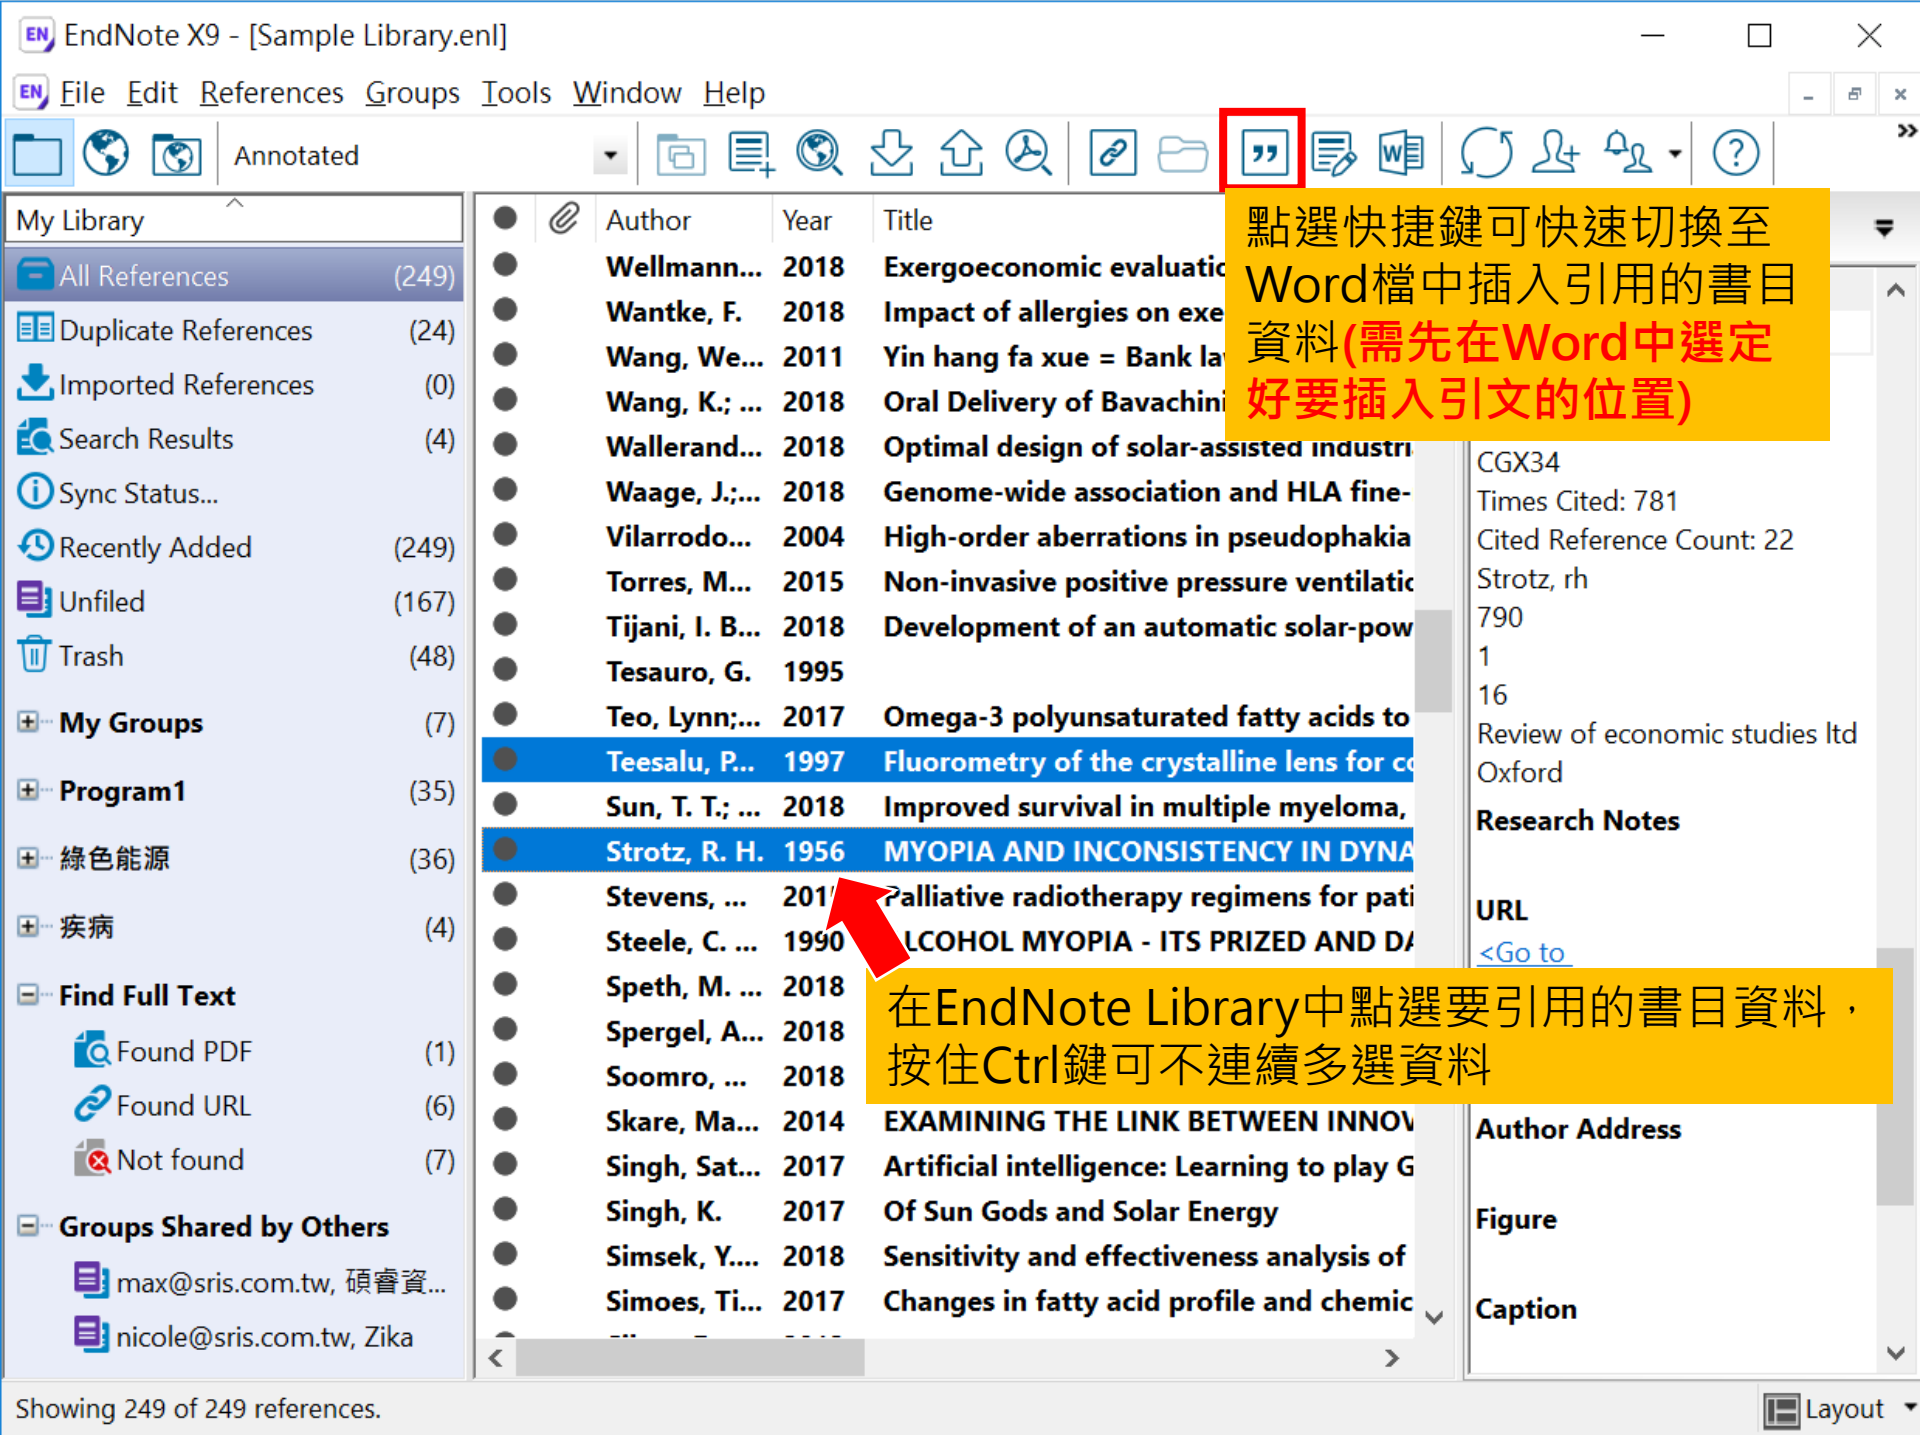 EndNote X9 - [Sample Library.enl]
File Edit References Groups Tools Window Help
Annotated
點選快捷鍵可快速切換至
Word檔中插入引用的書目
資料(需先在Word中選定
好要插入引文的位置)
My Library
All References (249)
Duplicate References (24)
Imported References (0)
Search Results (4)
Sync Status...
Recently Added (249)
Unfiled (167)
Trash (48)
My Groups (7)
Program1 (35)
綠色能源 (36)
疾病 (4)
Find Full Text
Found PDF (1)
Found URL (6)
Not found (7)
Groups Shared by Others
max@sris.com.tw, 碩睿資...
nicole@sris.com.tw, Zika
Author Year Title
Wellmann... 2018 Exergoeconomic
Wantke, F. 2018 Impact of allergies on
Wang, We... 2011 Yin hang fa xue = Bank
Wang, K.; ... 2018 Oral Delivery of
Wallerand... 2018 Optimal design of solar-assisted
Waage, J.;... 2018 Genome-wide association and HLA fine-
Vilarrodo... 2004 High-order aberrations in pseudophakia
Torres, M... 2015 Non-invasive positive pressure
Tijani, I. B... 2018 Development of an automatic solar-pow
Tesauro, G. 1995
Teo, Lynn;... 2017 Omega-3 polyunsaturated fatty acids to
Teesalu, P... 1997 Fluorometry of the crystalline lens for
Sun, T. T.; ... 2018 Improved survival in multiple myeloma,
Strotz, R. H. 1956 MYOPIA AND INCONSISTENCY IN DYNA
Stevens, ... Palliative radiotherapy regimens for pati
Steele, C. ... 1990 LCOHOL MYOPIA - ITS PRIZED AND
Speth, M. ... 2018
Spergel, A... 2018
Soomro, ... 2018
Skare, Ma... 2014 EXAMINING THE LINK BETWEEN INNOV
Singh, Sat... 2017 Artificial intelligence: Learning to play G
Singh, K. 2017 Of Sun Gods and Solar Energy
Simsek, Y.... 2018 Sensitivity and effectiveness analysis of
Simoes, Ti... 2017 Changes in fatty acid profile and chemic
在EndNote Library中點選要引用的書目資料，
按住Ctrl鍵可不連續多選資料
CGX34
Times Cited: 781
Cited Reference Count: 22
Strotz, rh
790
1
16
Review of economic studies ltd
Oxford
Research Notes
URL
<Go to
Author Address
Figure
Caption
Showing 249 of 249 references.
Layout